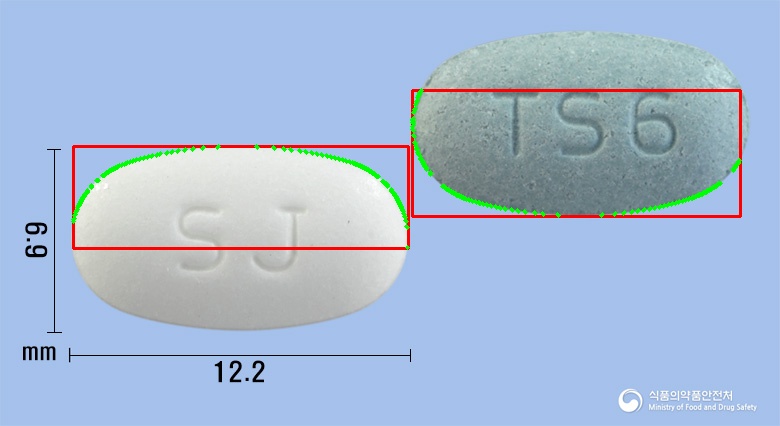 TS6
SJ
6.9
mm
12.2
식품의약품안전처
Ministry of Food and Drug Safety